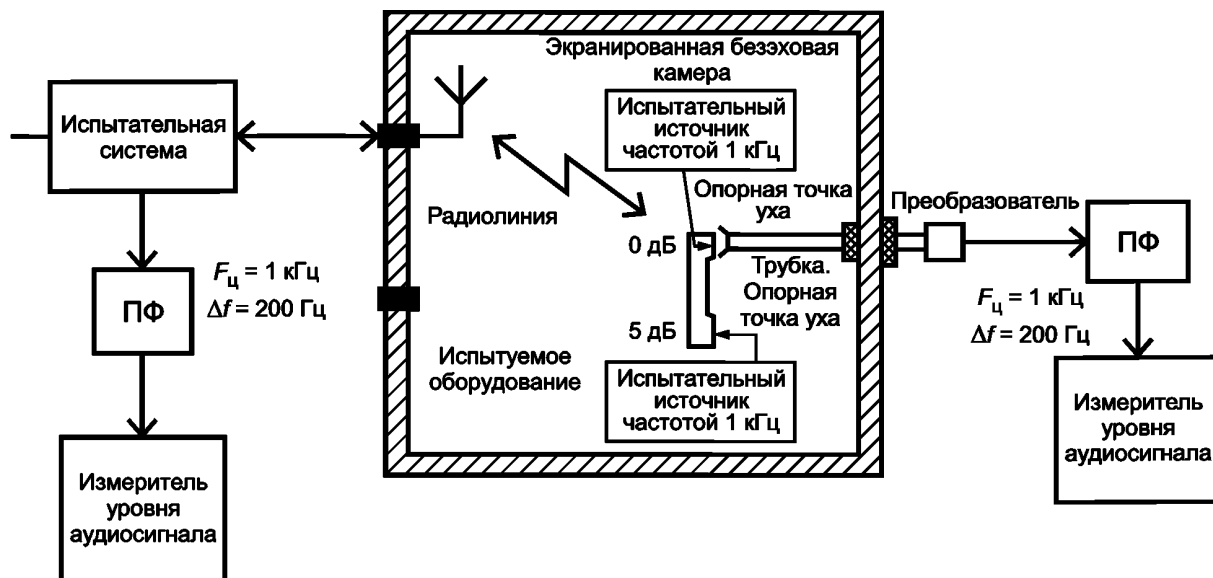 Испытательная
система
ПФ
Fц = 1 кГц
Δf = 200 Гц
Измеритель
уровня
аудиосигнала
Экранированная безэховая
камера
Испытательный
источник
частотой 1 кГц
Радиолиния
Опорная точка
уха
0 дБ
Трубка.
Опорная
точка уха
5 дБ
Испытуемое
оборудование
Испытательный
источник
частотой 1 кГц
Преобразователь
ПФ
Fц = 1 кГц
Δf = 200 Гц
Измеритель
уровня
аудиосигнала